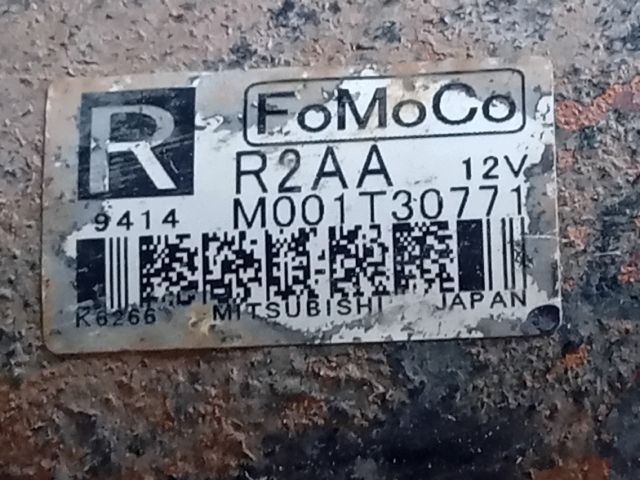 R FoMoCo
R2AA 12V
9414 M001T30771
K6266 MITSUBISHI JAPAN